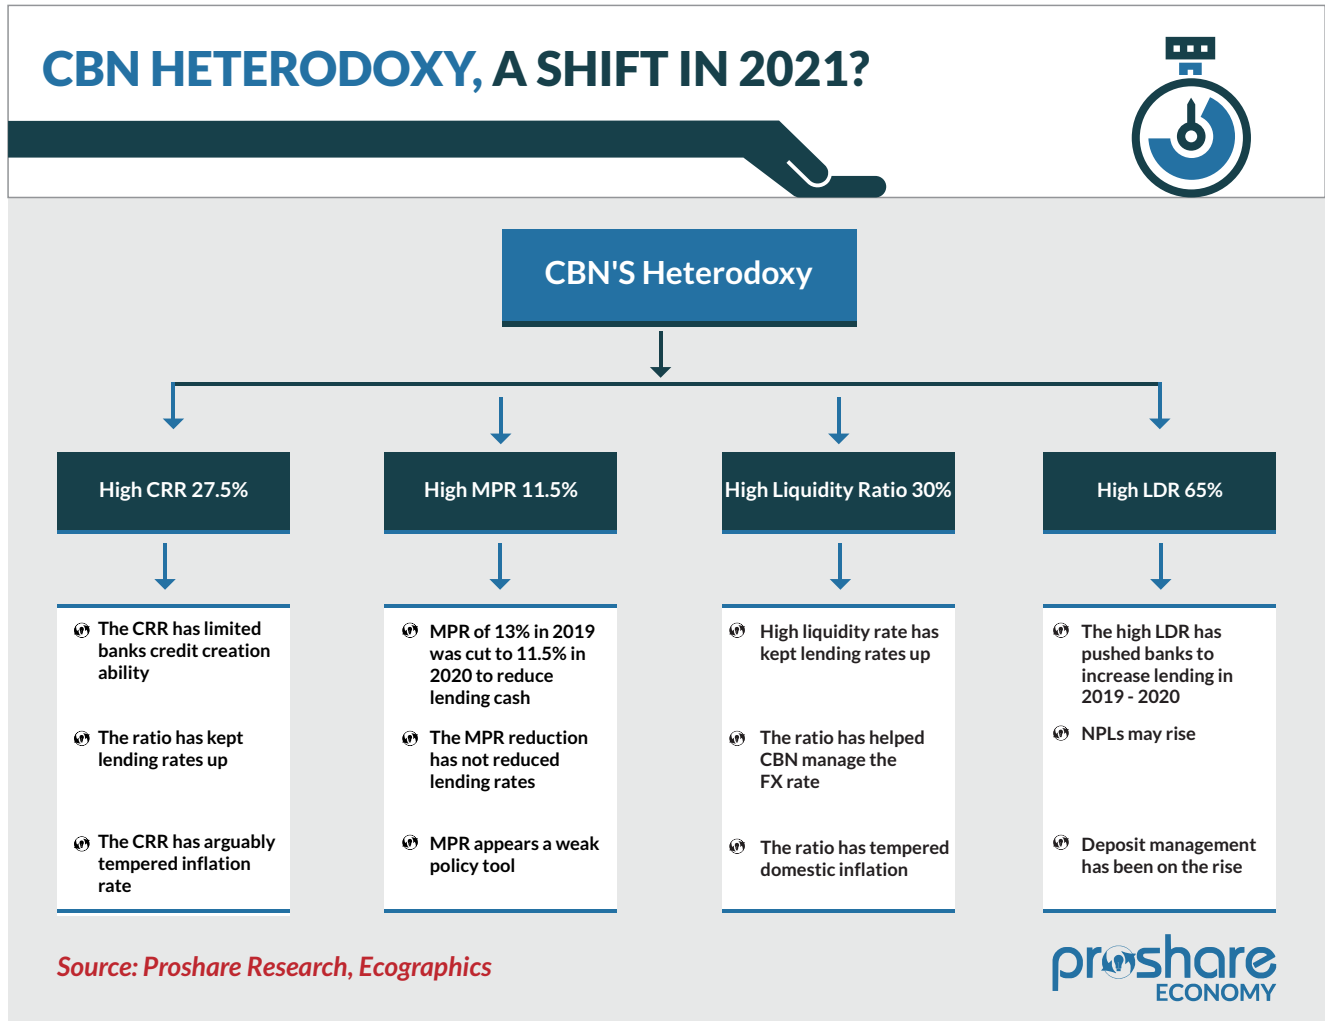 CBN HETERODOXY, A SHIFT IN 2021?
CBN'S Heterodoxy
High CRR 27.5%
High MPR 11.5%
High Liquidity Ratio 30%
High LDR 65%
The CRR has limited
banks credit creation
ability
The ratio has kept
lending rates up
The CRR has arguably
tempered inflation
rate
MPR of 13% in 2019
was cut to 11.5% in
2020 to reduce
lending cash
The MPR reduction
has not reduced
lending rates
MPR appears a weak
policy tool
High liquidity rate has
kept lending rates up
The ratio has helped
CBN manage the
FX rate
The ratio has tempered
domestic inflation
The high LDR has
pushed banks to
increase lending in
2019 - 2020
NPLs may rise
Deposit management
has been on the rise
Source: Proshare Research, Ecographics
proshare
ECONOMY